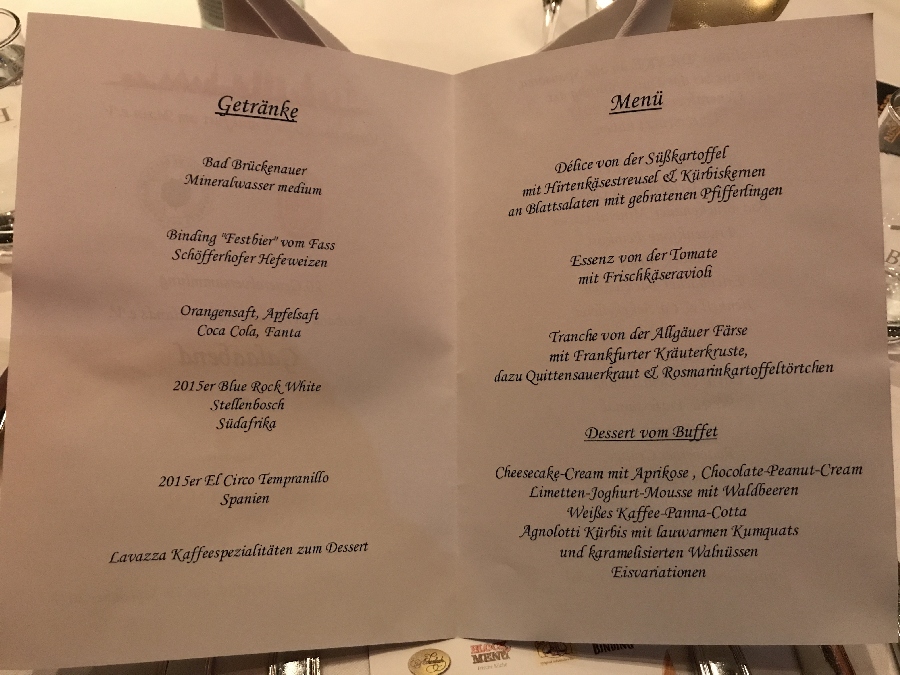 Getränke
Bad Brückenauer
Mineralwasser medium
Binding "Festbier" vom Fass
Schöfferhofer Hefeweizen
Orangensaft, Apfelsaft
Coca Cola, Fanta
2015er Blue Rock White
Stellenbosch
Südafrika
2015er El Circo Tempranillo
Spanien
Lavazza Kaffeespezialitäten zum Dessert
Menü
Délice von der Süßkartoffel
mit Hirtenkäsestreusel & Kürbiskernen
an Blattsalaten mit gebratenen Pfifferlingen
Essenz von der Tomate
mit Frischkäseravioli
Tranche von der Allgäuer Färse
mit Frankfurter Kräuterkruste,
dazu Quittensauerkraut & Rosmarinkartoffeltörtchen
Dessert vom Buffet
Cheesecake-Cream mit Aprikose , Chocolate-Peanut-Cream
Limetten-Joghurt-Mousse mit Waldbeeren
Weißes Kaffee-Panna-Cotta
Agnolotti Kürbis mit lauwarmen Kumquats
und karamelisierten Walnüssen
Eisvariationen
MENÜ
BINDING